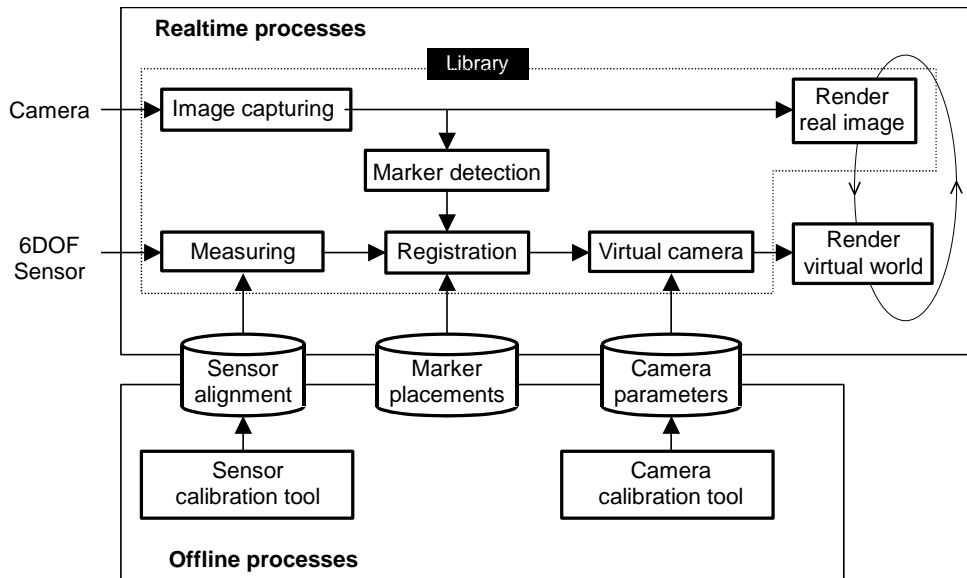 Realtime processes
Library
Camera
Image capturing
Render
real image
Marker detection
6DOF
Sensor
Measuring
Registration
Virtual camera
Render
virtual world
Sensor
alignment
Marker
placements
Camera
parameters
Sensor
calibration tool
Camera
calibration tool
Offline processes